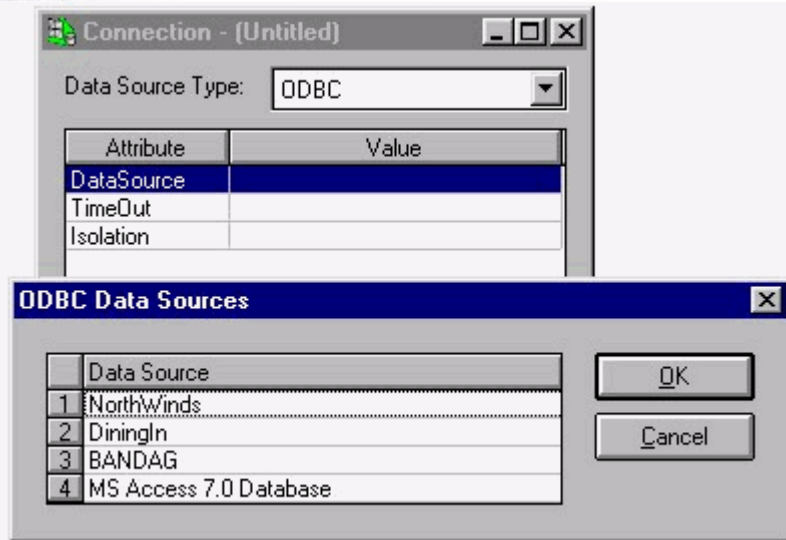 Connection - (Untitled)
Data Source Type: ODBC
Attribute Value
DataSource
TimeOut
Isolation
ODBC Data Sources
Data Source
1 NorthWinds
2 DiningIn
3 BANDAG
4 MS Access 7.0 Database
OK
Cancel